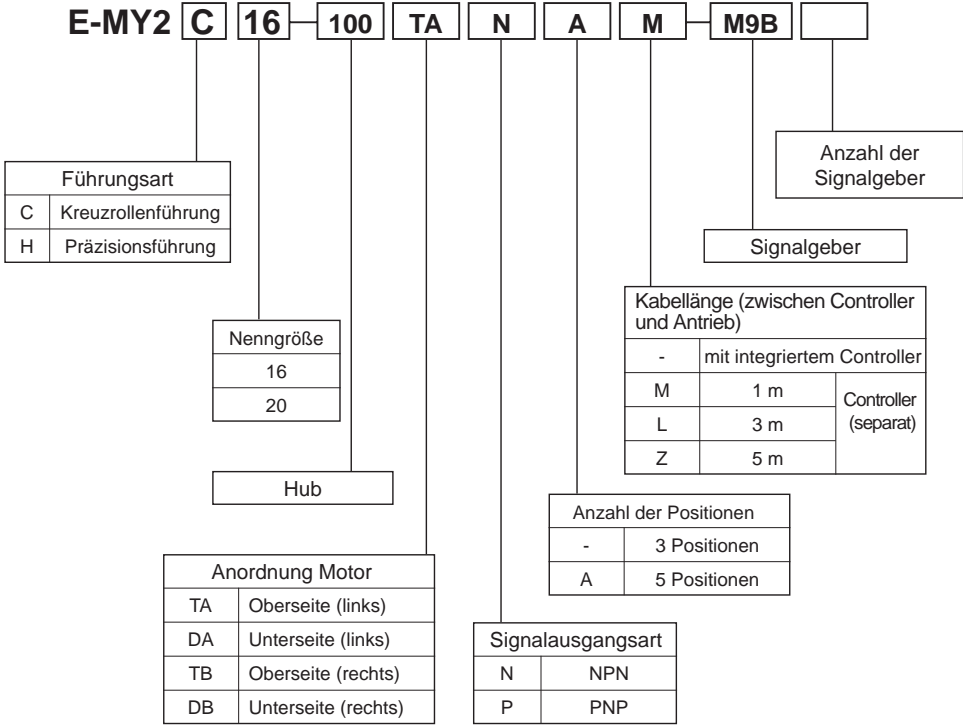 E-MY2 C 16 - 100 TA N A M - M9B
Anzahl der
Signalgeber
Führungsart
C Kreuzrollenführung
H Präzisionsführung
Signalgeber
Kabellänge (zwischen Controller
und Antrieb)
- mit integriertem Controller
M 1 m
L 3 m
Z 5 m
Controller
(separat)
Nenngröße
16
20
Hub
Anzahl der Positionen
- 3 Positionen
A 5 Positionen
Anordnung Motor
TA Oberseite (links)
DA Unterseite (links)
TB Oberseite (rechts)
DB Unterseite (rechts)
Signalausgangsart
N NPN
P PNP